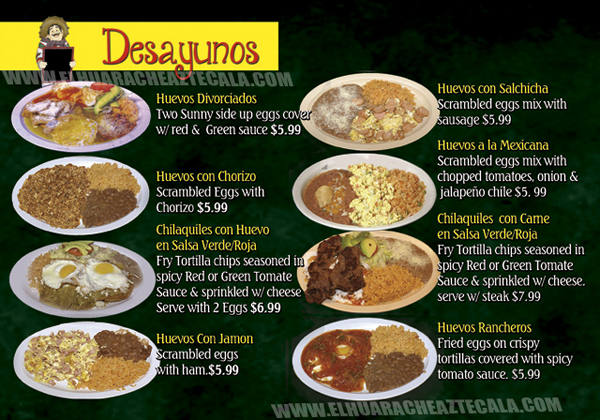 Desayunos
WWW.ELHUARACHEAZTECALA.COM
Huevos Divorciados
Two Sunny side up eggs cover
w/ red & Green sauce $5.99
Huevos con Chorizo
Scrambled Eggs with
Chorizo $5.99
Chilaquiles con Huevo
en Salsa Verde/Roja
Fry Tortilla chips seasoned in
spicy Red or Green Tomate
Sauce & sprinkled w/ cheese
Serve with 2 Eggs $6.99
Huevos Con Jamon
Scrambled eggs
with ham.$5.99
Huevos con Salchicha
Scrambled eggs mix with
sausage $5.99
Huevos a la Mexicana
Scrambled eggs mix with
chopped tomatoes, onion &
jalapeño chile $5. 99
Chilaquiles con Carne
en Salsa Verde/Roja
Fry Tortilla chips seasoned in
spicy Red or Green Tomate
Sauce & sprinkled w/ cheese.
serve w/ steak $7.99
Huevos Rancheros
Fried eggs on crispy
tortillas covered with spicy
tomato sauce. $5.99
WWW.ELHUARACHEAZTECALA.COM